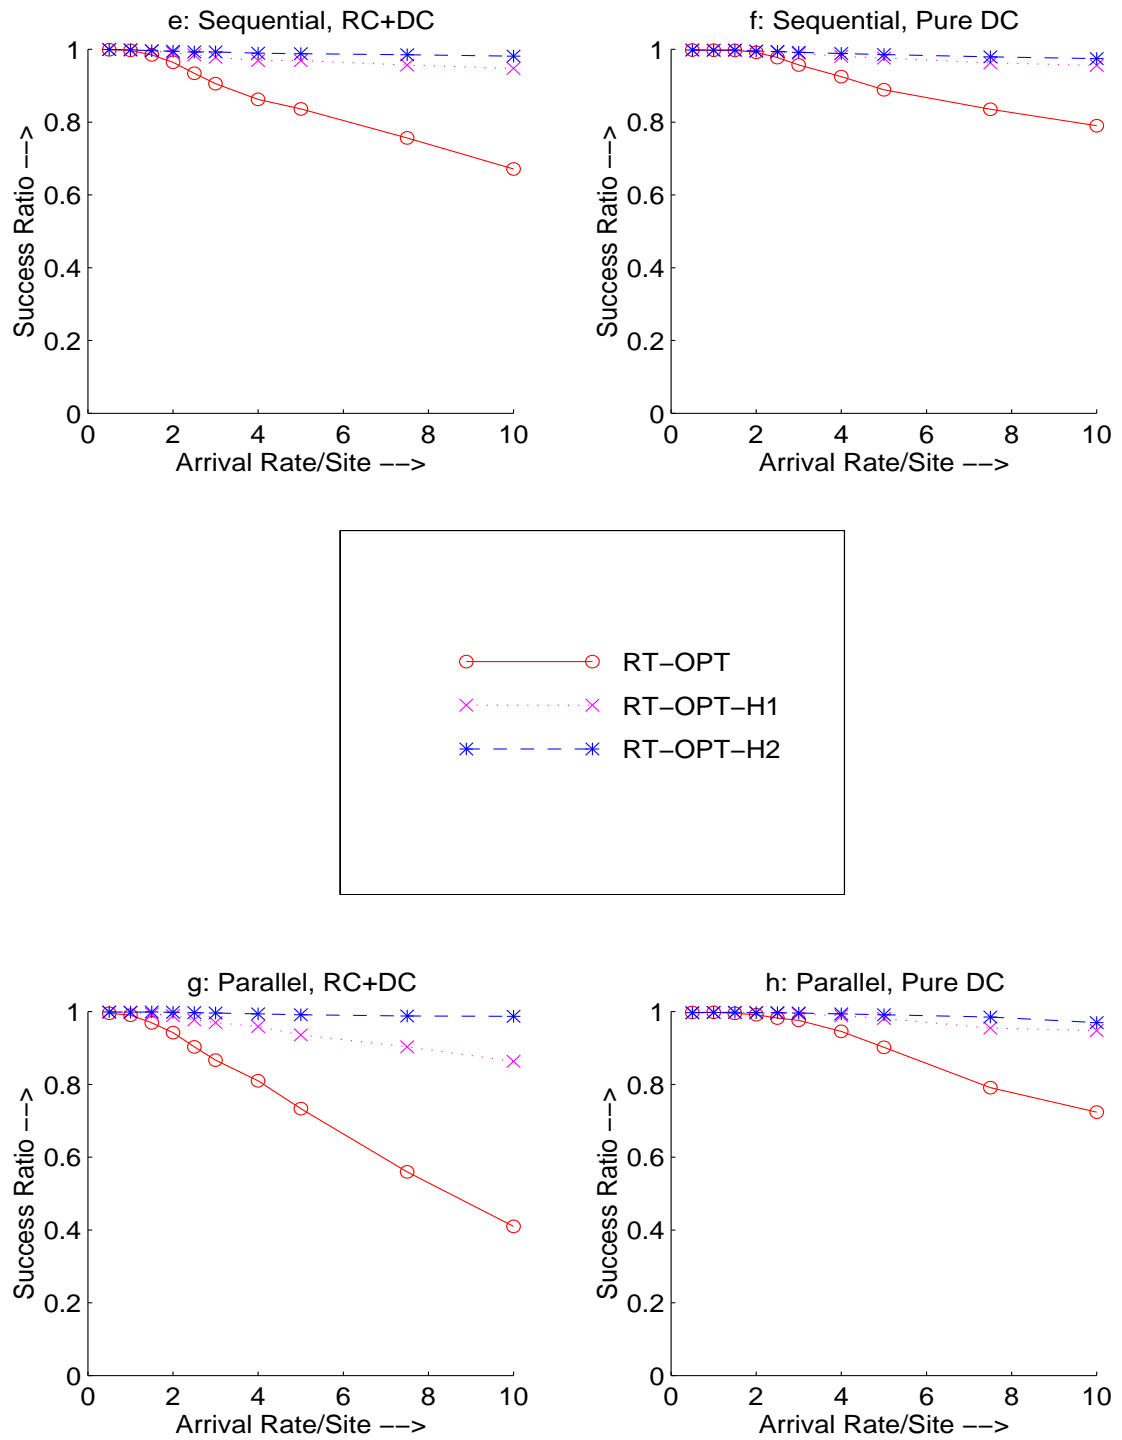 e: Sequential, RC+DC
f: Sequential, Pure DC
Success Ratio −−>
1
0.8
0.6
0.4
0.2
0
0 2 4 6 8 10
Arrival Rate/Site −−>
Success Ratio −−>
1
0.8
0.6
0.4
0.2
0
0 2 4 6 8 10
Arrival Rate/Site −−>
RT−OPT
RT−OPT−H1
RT−OPT−H2
g: Parallel, RC+DC
h: Parallel, Pure DC
Success Ratio −−>
1
0.8
0.6
0.4
0.2
0
0 2 4 6 8 10
Arrival Rate/Site −−>
Success Ratio −−>
1
0.8
0.6
0.4
0.2
0
0 2 4 6 8 10
Arrival Rate/Site −−>